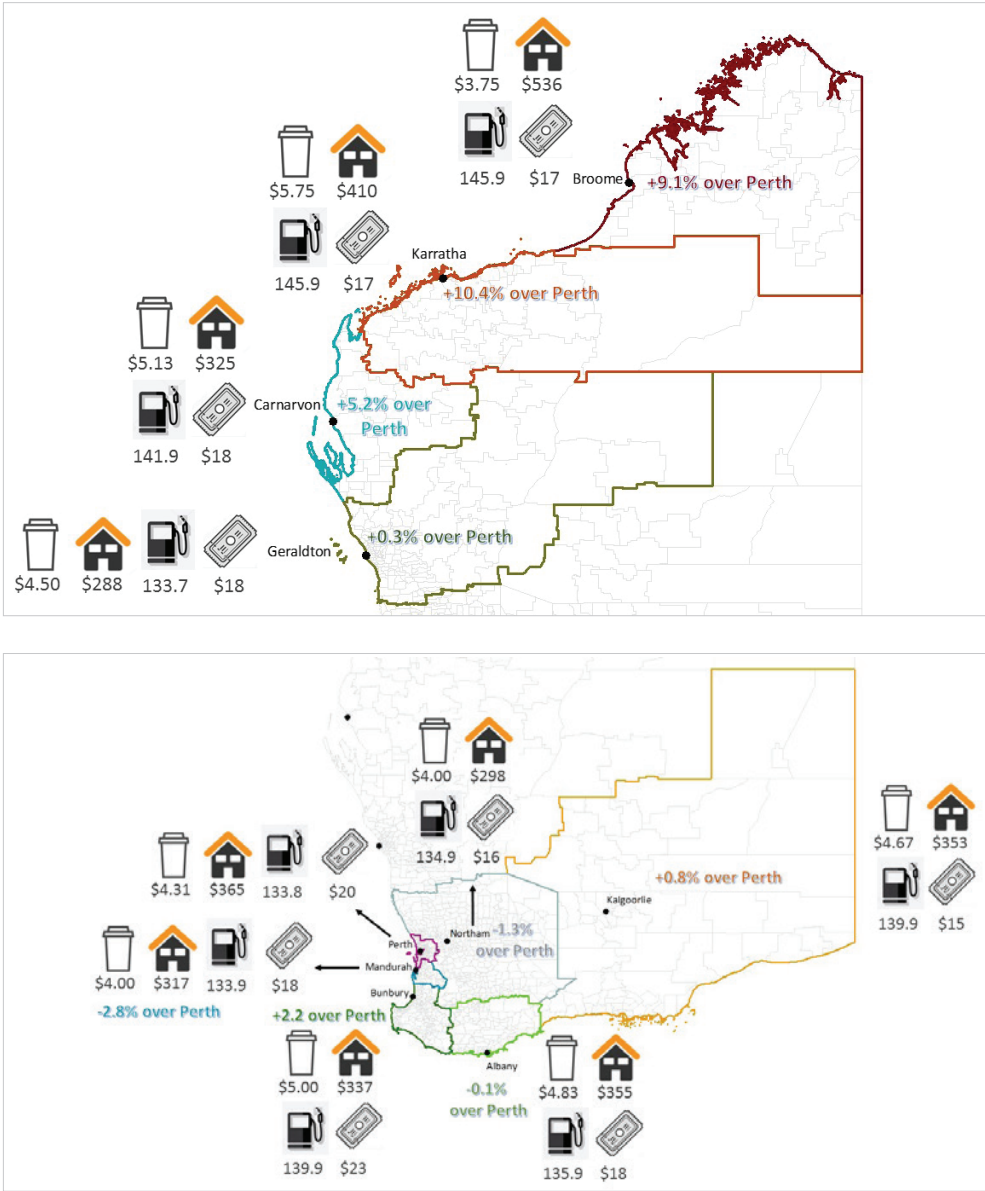 $3.75 $536
145.9 $17
Broome
+9.1% over Perth
$5.75 $410
145.9 $17
Karratha
+10.4% over Perth
$5.13 $325
141.9 $18
Carnarvon
+5.2% over
Perth
$4.50 $288 133.7 $18
Geraldton
+0.3% over Perth
$4.00 $298
134.9 $16
$4.31 $365 133.8 $20
$4.67 $353
139.9 $15
+0.8% over Perth
Kalgoorlie
Northam
-1.3%
over Perth
Perth
Mandurah
$4.00 $317 133.9 $18
-2.8% over Perth
Bunbury
+2.2 over Perth
$5.00 $337
139.9 $23
Albany
-0.1%
over Perth
$4.83 $355
135.9 $18